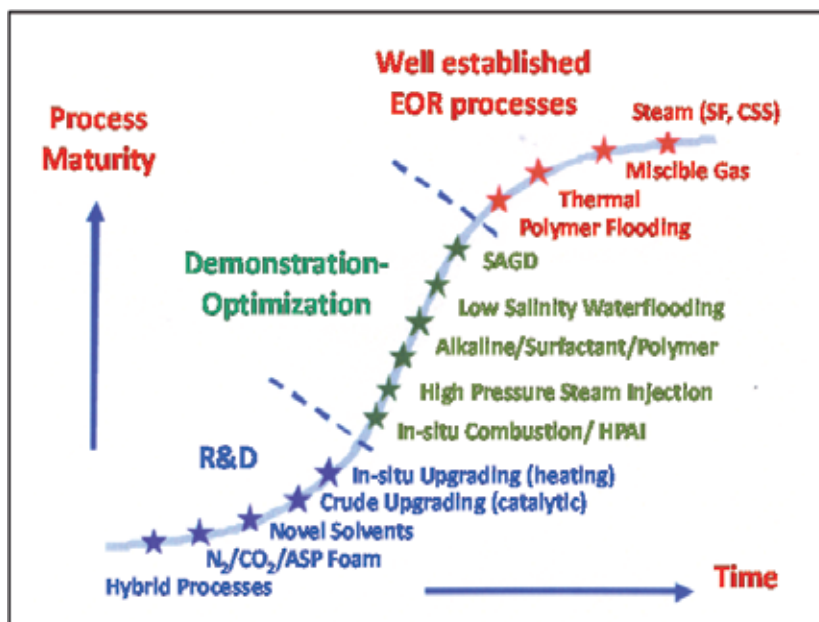 Well established
EOR processes
Process
Maturity
Steam (SF, CSS)
Miscible Gas
Thermal
Polymer Flooding
SAGD
Demonstration-
Optimization
Low Salinity Waterflooding
Alkaline/Surfactant/Polymer
High Pressure Steam Injection
In-situ Combustion/ HPAI
R&D
In-situ Upgrading (heating)
Crude Upgrading (catalytic)
Novel Solvents
N₂/CO₂/ASP Foam
Hybrid Processes
Time